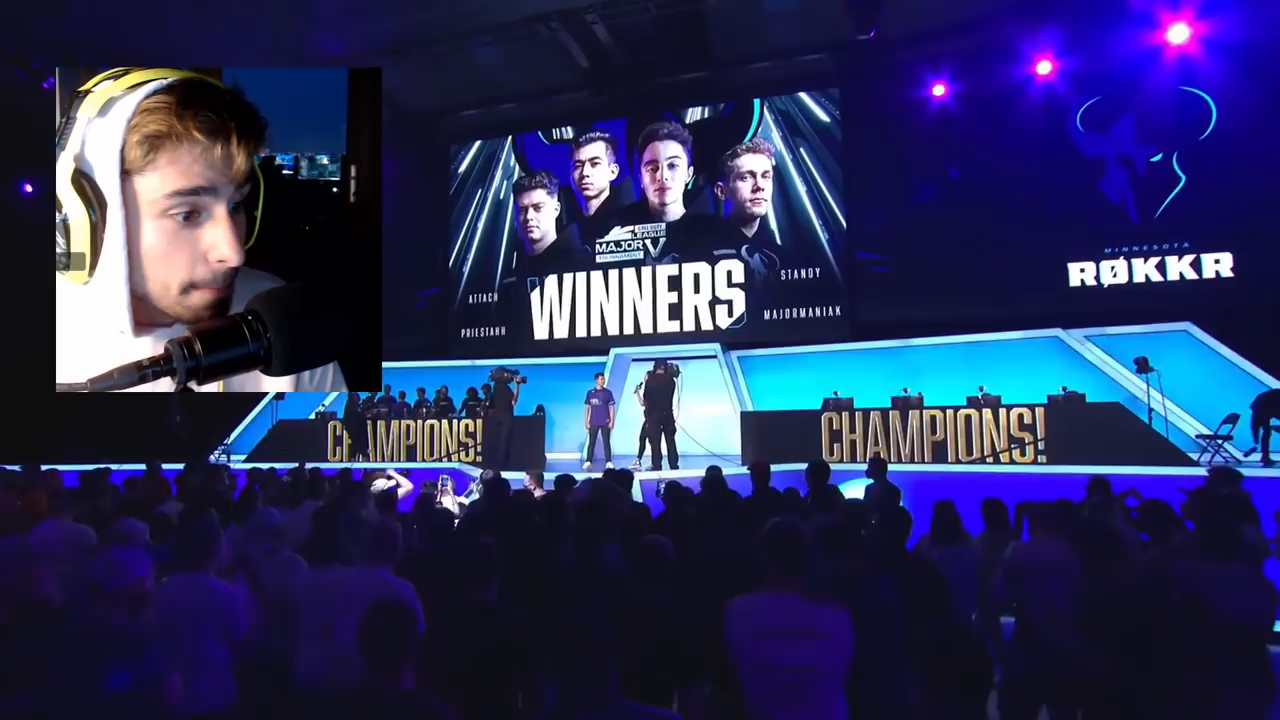 CALL OF DUTY
LEAGUE
MAJOR V
TOURNAMENT
WINNERS
ATTACH
PRIESTAHH
STANDY
MAJORMANIAK
MINNESOTA
RØKKR
CHAMPIONS!
CHAMPIONS!